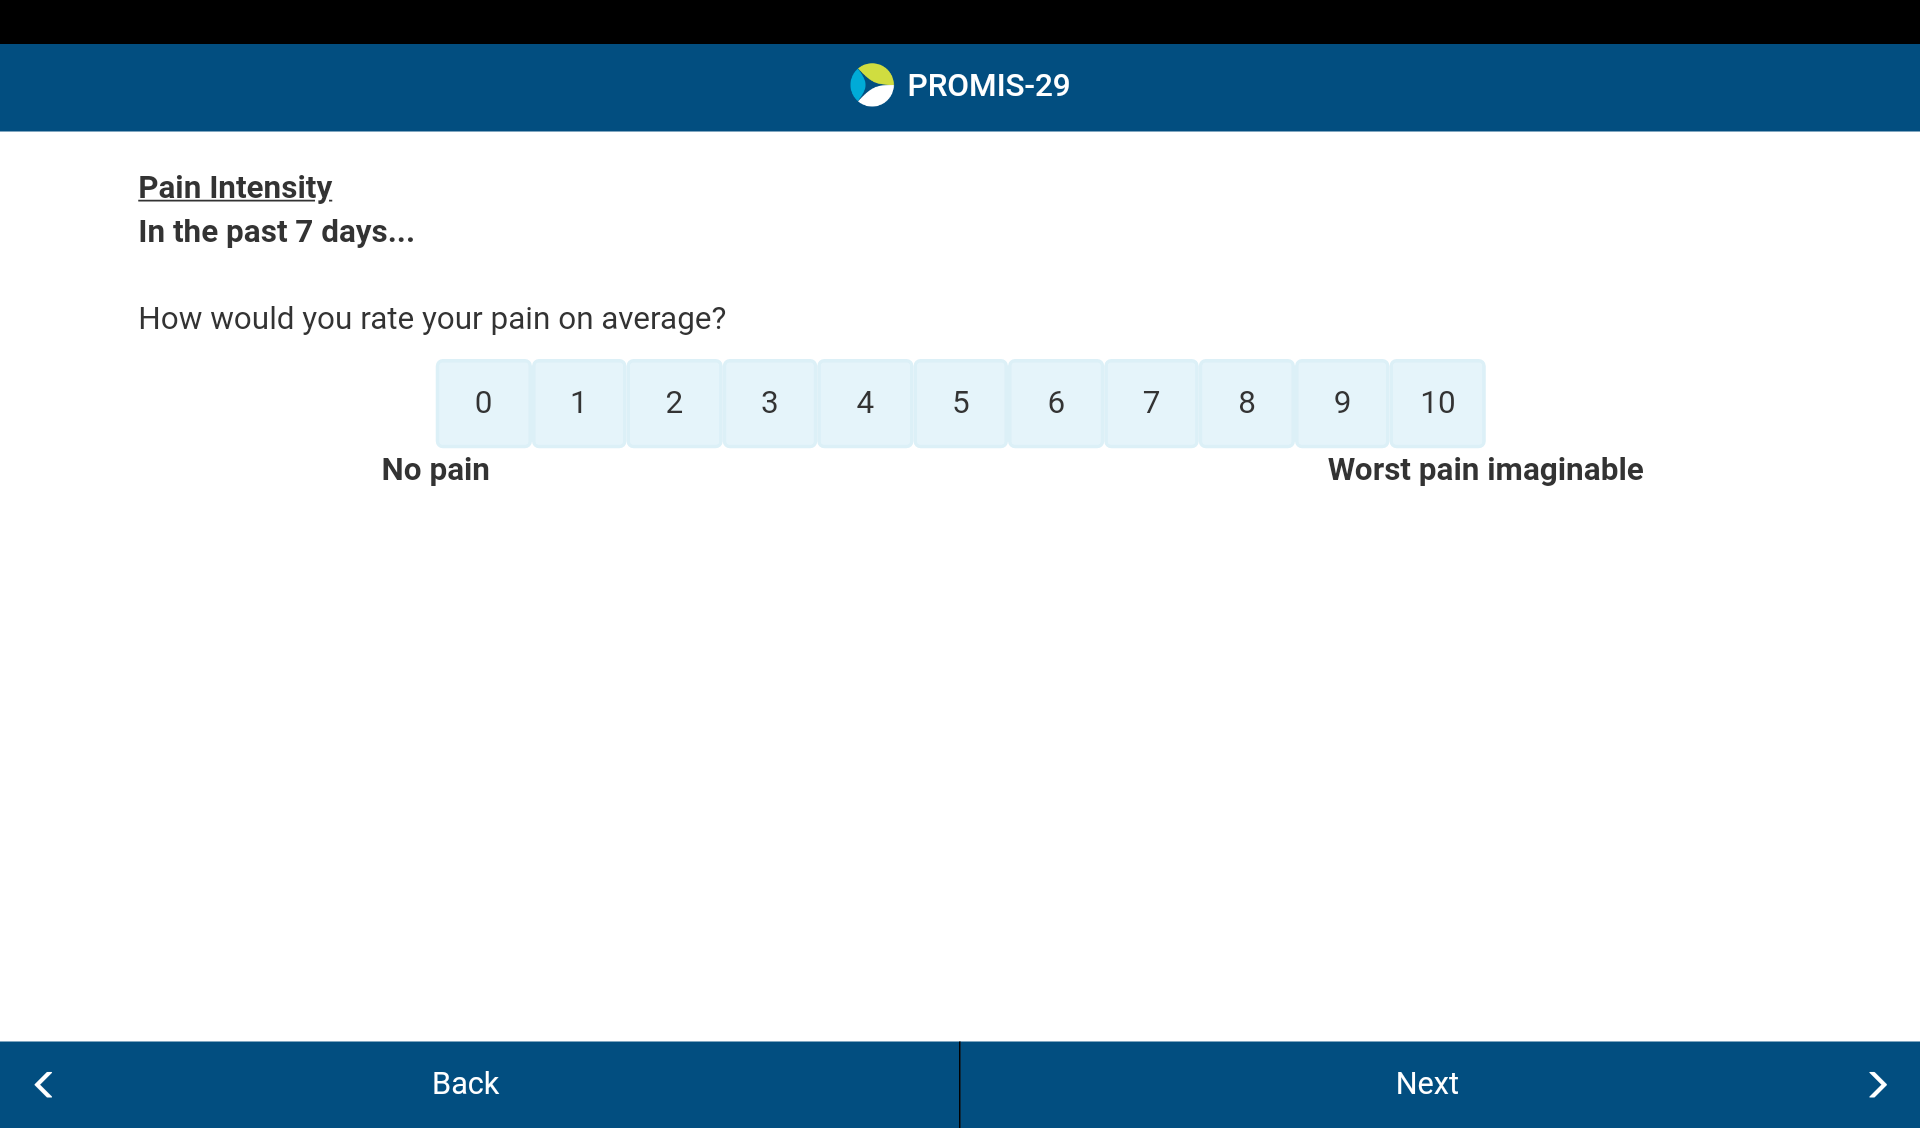 PROMIS-29
Pain Intensity
In the past 7 days...
How would you rate your pain on average?
0 1 2 3 4 5 6 7 8 9 10
No pain Worst pain imaginable
Back Next